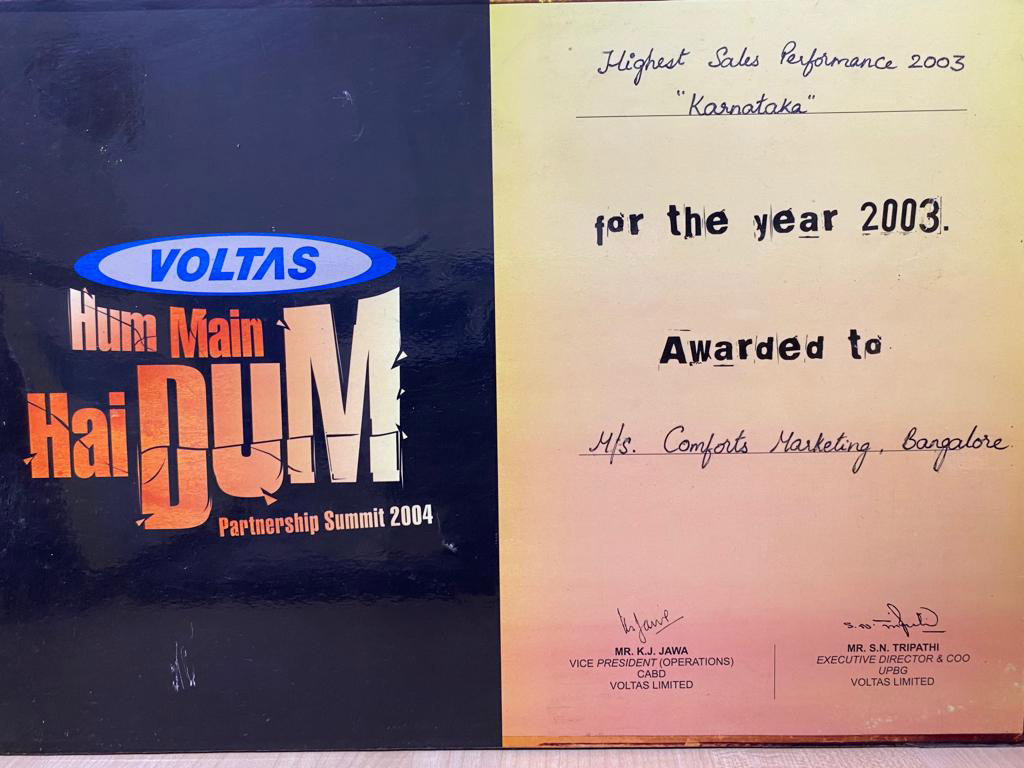 VOLTAS
Hum Main
Hai DUM
Partnership Summit 2004
Highest Sales Performance 2003
"Karnataka"
for the year 2003.
Awarded to
M/s. Comforts Marketing, Bangalore
MR. K.J. JAWA
VICE PRESIDENT (OPERATIONS)
CABD
VOLTAS LIMITED
MR. S.N. TRIPATHI
EXECUTIVE DIRECTOR & COO
UPBG
VOLTAS LIMITED